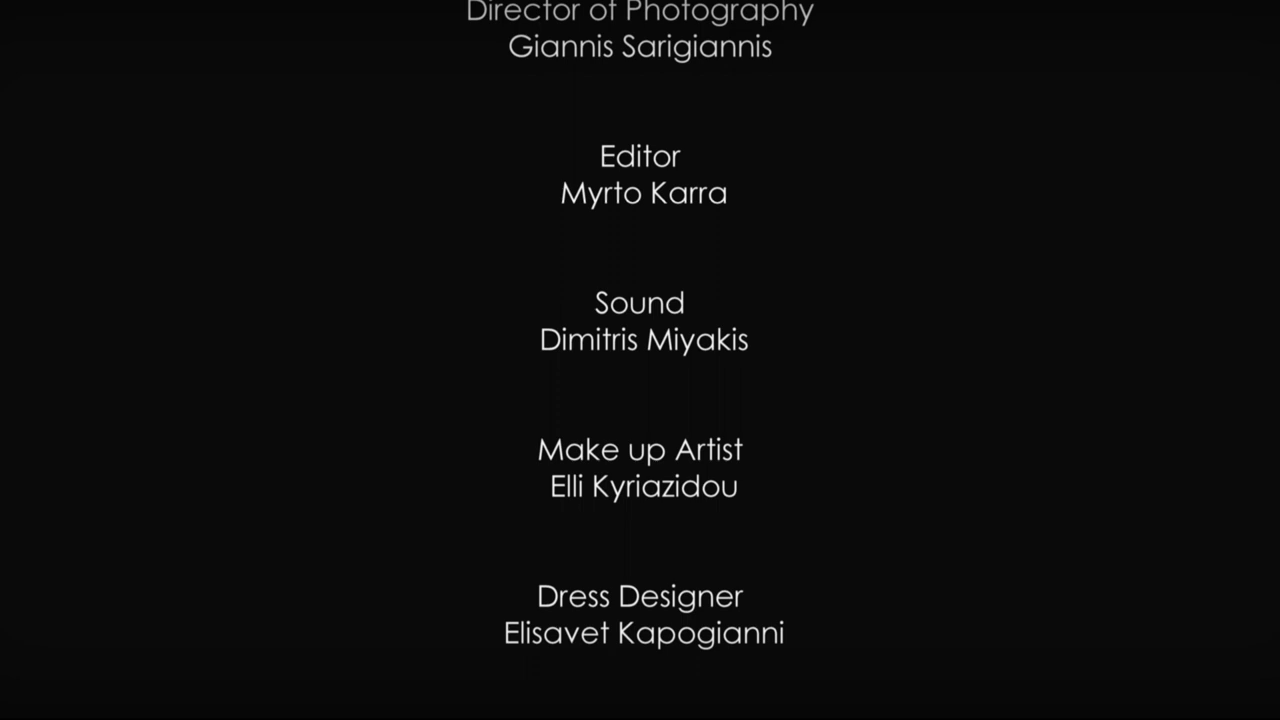 Director of Photography
Giannis Sarigiannis
Editor
Myrto Karra
Sound
Dimitris Miyakis
Make up Artist
Elli Kyriazidou
Dress Designer
Elisavet Kapogianni